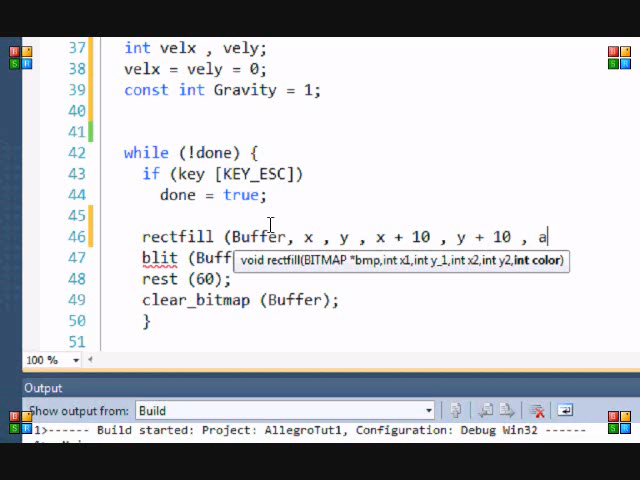 37 int velx , vely;
38 velx = vely = 0;
39 const int Gravity = 1;
40
41
42 while (!done) {
43 if (key [KEY_ESC])
44 done = true;
45
46 rectfill (Buffer, x , y , x + 10 , y + 10 , a
47 blit (Buff
void rectfill(BITMAP *bmp,int x1,int y_1,int x2,int y2,int color)
48 rest (60);
49 clear_bitmap (Buffer);
50 }
51
100 %
Output
Show output from: Build
1>------ Build started: Project: AllegroTut1, Configuration: Debug Win32 ------